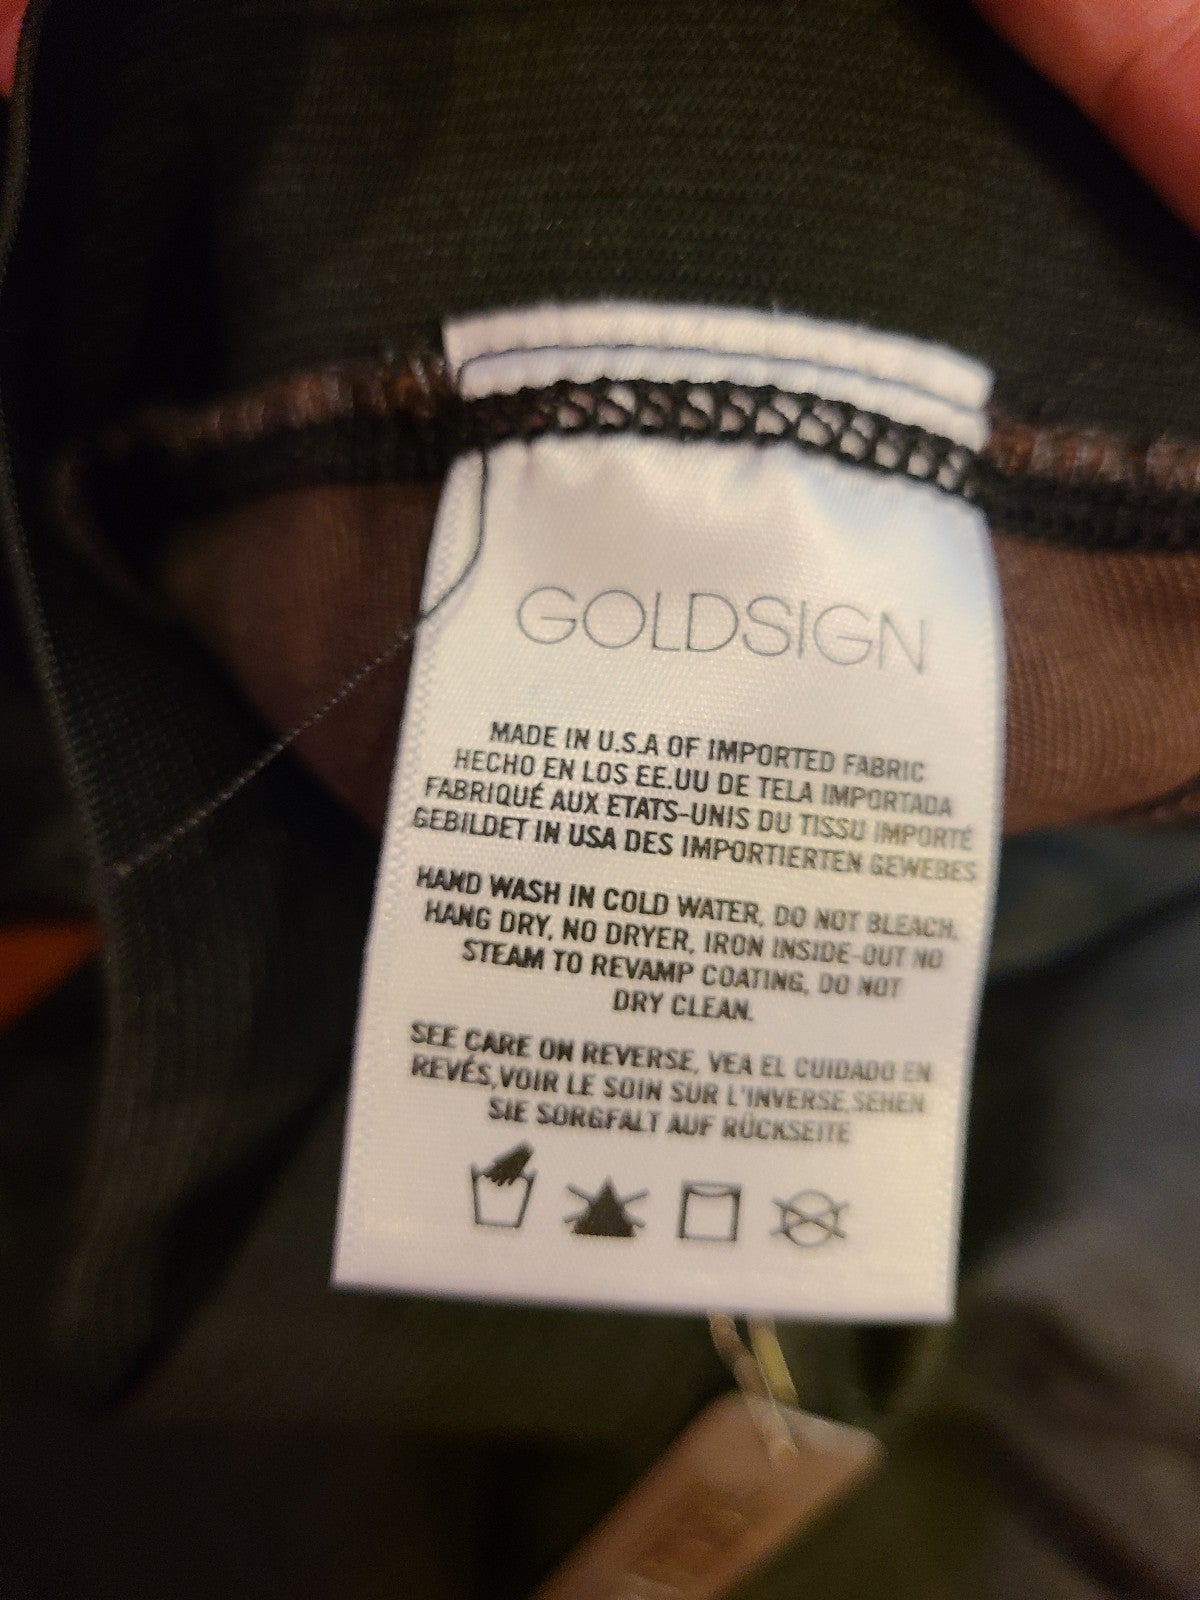 GOLDSIGN
MADE IN U.S.A OF IMPORTED FABRIC
HECHO EN LOS EE.UU DE TELA IMPORTADA
FABRIQUÉ AUX ETATS-UNIS DU TISSU IMPORTÉ
GEBILDET IN USA DES IMPORTIERTEN GEWEBES
HAND WASH IN COLD WATER, DO NOT BLEACH.
HANG DRY, NO DRYER, IRON INSIDE-OUT NO
STEAM TO REVAMP COATING, DO NOT
DRY CLEAN.
SEE CARE ON REVERSE, VEA EL CUIDADO EN
REVÉS,VOIR LE SOIN SUR L'INVERSE,SEHEN
SIE SORGFALT AUF RÜCKSEITE